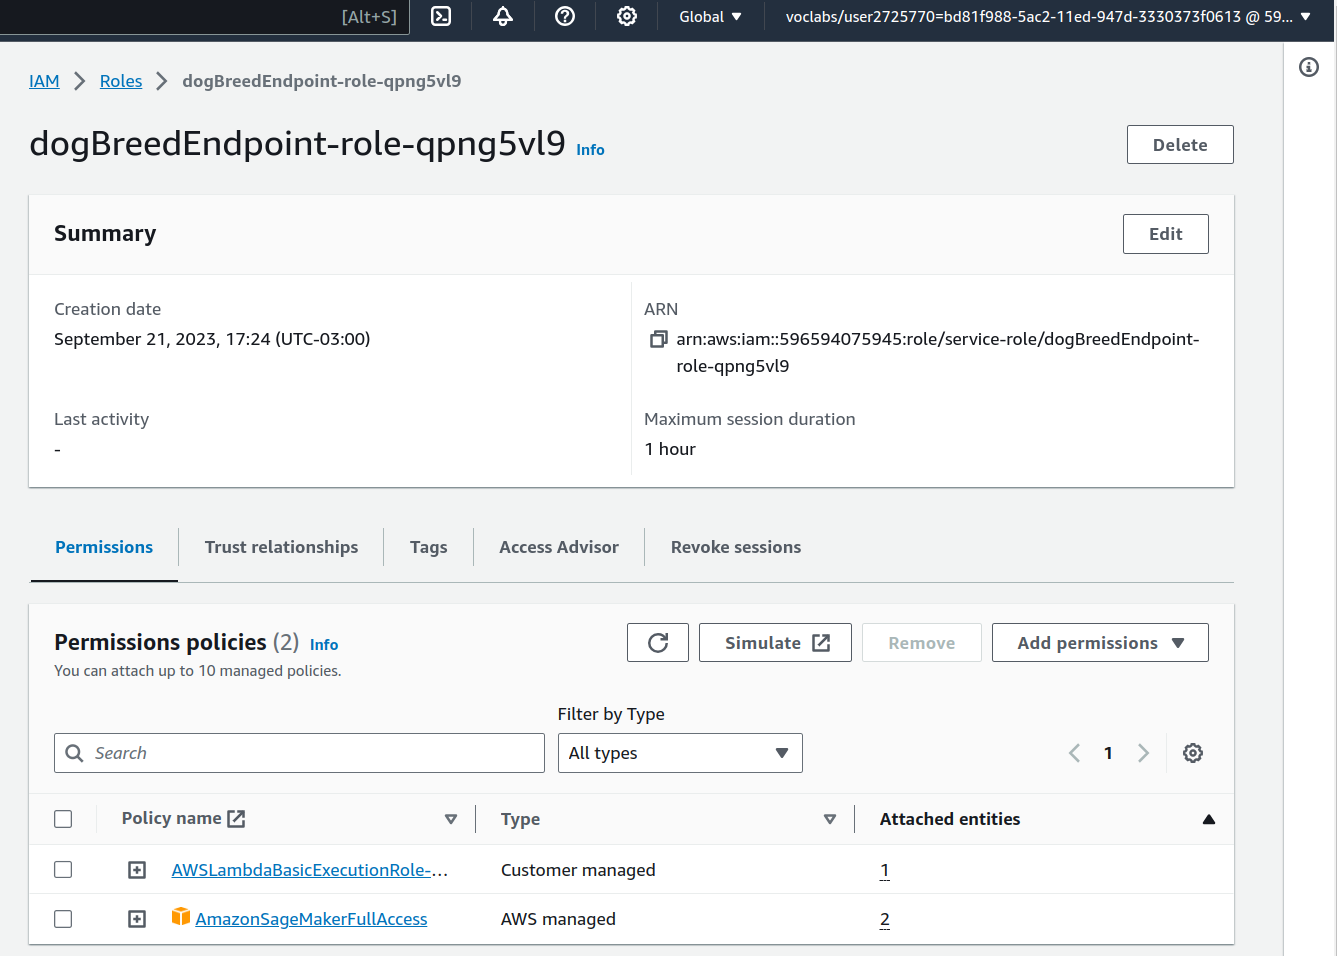 [Alt+S] Global voclabs/user2725770=bd81f988-5ac2-11ed-947d-3330373f0613 @ 59...
IAM Roles dogBreedEndpoint-role-qpng5vl9
dogBreedEndpoint-role-qpng5vl9 Info
Delete
Summary
Edit
Creation date
September 21, 2023, 17:24 (UTC-03:00)
ARN
arn:aws:iam::596594075945:role/service-role/dogBreedEndpoint-
role-qpng5vl9
Last activity
-
Maximum session duration
1 hour
Permissions Trust relationships Tags Access Advisor Revoke sessions
Permissions policies (2) Info
You can attach up to 10 managed policies.
Simulate Remove Add permissions
Filter by Type
Search All types 1
Policy name Type Attached entities
AWSLambdaBasicExecutionRole-... Customer managed 1
AmazonSageMakerFullAccess AWS managed 2